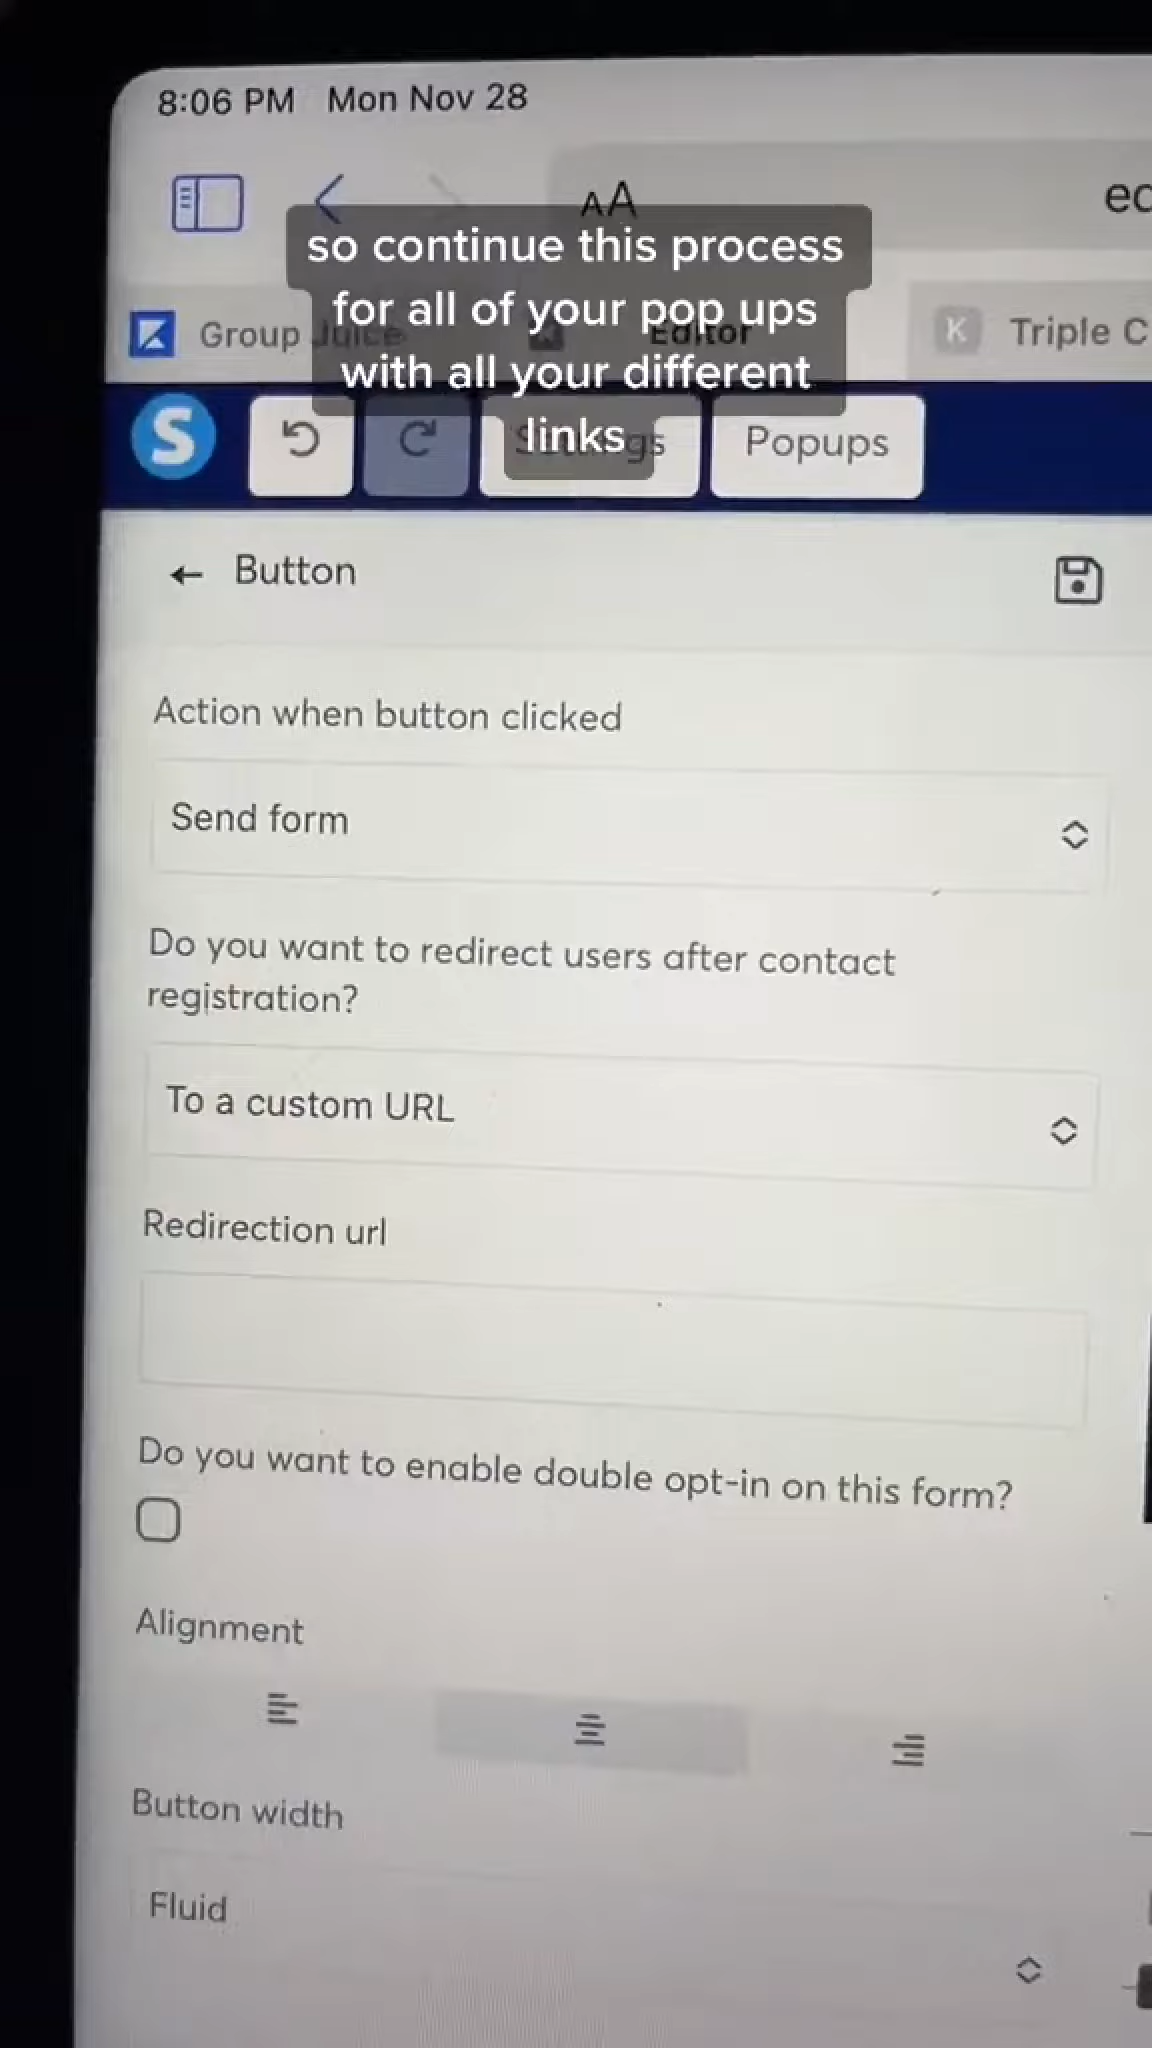 8:06 PM Mon Nov 28
AA
so continue this process
for all of your pop ups
with all your different
links
Group Juice
Editor
K
Triple C
S
Settings
Popups
Button
Action when button clicked
Send form
Do you want to redirect users after contact
registration?
To a custom URL
Redirection url
Do you want to enable double opt-in on this form?
Alignment
Button width
Fluid